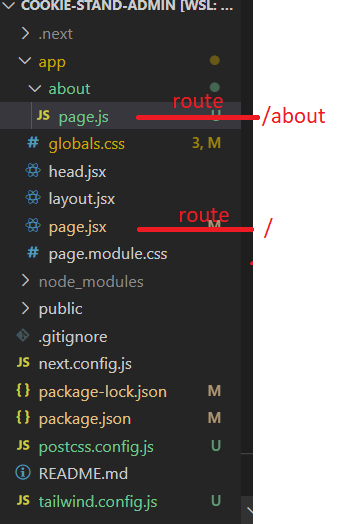 COOKIE-STAND-ADMIN [WSL: ...
.next
app
about
JS page.js U
route
/about
# globals.css 3, M
head.jsx
layout.jsx
page.jsx M
route
/
# page.module.css
node_modules
public
.gitignore
JS next.config.js
{} package-lock.json M
{} package.json M
JS postcss.config.js U
README.md
JS tailwind.config.js U